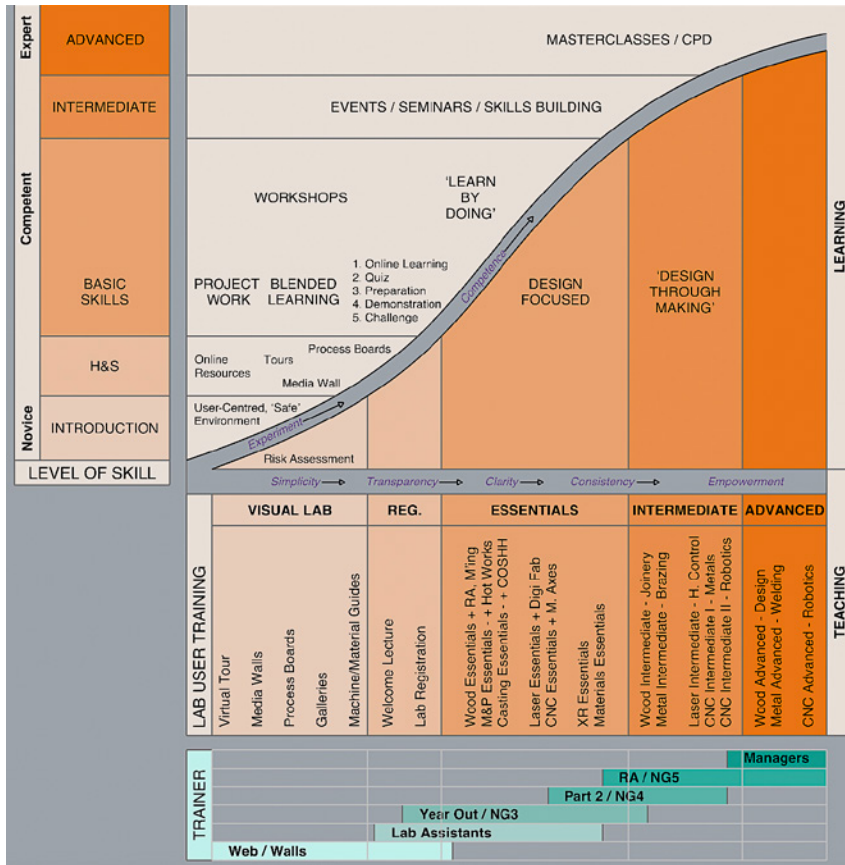 Expert
ADVANCED
MASTERCLASSES / CPD
INTERMEDIATE
EVENTS / SEMINARS / SKILLS BUILDING
Competent
WORKSHOPS
'LEARN
BY
DOING'
BASIC
SKILLS
PROJECT
WORK
BLENDED
LEARNING
1. Online Learning
2. Quiz
3. Preparation
4. Demonstration
5. Challenge
Competence
DESIGN
FOCUSED
'DESIGN
THROUGH
MAKING'
LEARNING
H&S
Online
Resources
Tours
Process Boards
Media Wall
Novice
INTRODUCTION
User-Centred, 'Safe'
Environment
Experiment
Risk Assessment
LEVEL OF SKILL
Simplicity
Transparency
Clarity
Consistency
Empowerment
LAB USER TRAINING
VISUAL LAB
REG.
ESSENTIALS
INTERMEDIATE
ADVANCED
TEACHING
Virtual Tour
Media Walls
Process Boards
Galleries
Machine/Material Guides
Welcome Lecture
Lab Registration
Wood Essentials + RA. M'ing
M&P Essentials - + Hot Works
Casting Essentials - + COSHH
Laser Essentials + Digi Fab
CNC Essentials + M. Axes
XR Essentials
Materials Essentials
Wood Intermediate - Joinery
Metal Intermediate - Brazing
Laser Intermediate - H. Control
CNC Intermediate I - Metals
CNC Intermediate II - Robotics
Wood Advanced - Design
Metal Advanced - Welding
CNC Advanced - Robotics
TRAINER
Managers
RA / NG5
Part 2 / NG4
Year Out / NG3
Lab Assistants
Web / Walls